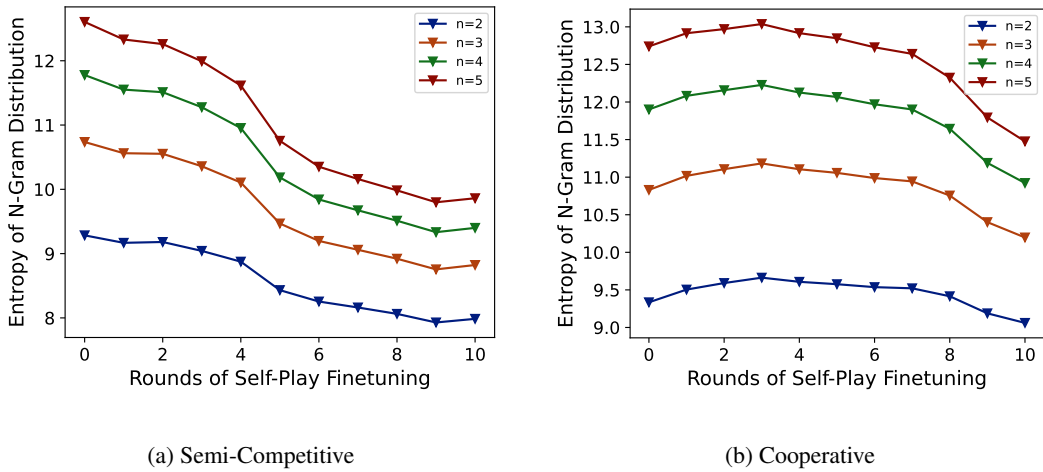 Entropy of N-Gram Distribution
12
11
10
9
8
0 2 4 6 8 10
Rounds of Self-Play Finetuning
n=2
n=3
n=4
n=5
(a) Semi-Competitive
Entropy of N-Gram Distribution
13.0
12.5
12.0
11.5
11.0
10.5
10.0
9.5
9.0
0 2 4 6 8 10
Rounds of Self-Play Finetuning
n=2
n=3
n=4
n=5
(b) Cooperative